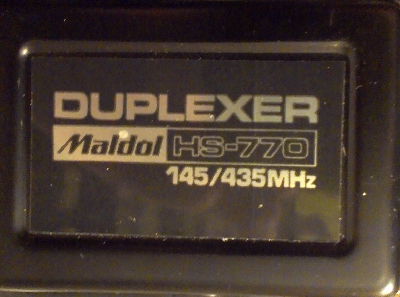 DUPLEXER
Maldol HS-770
145/435MHz